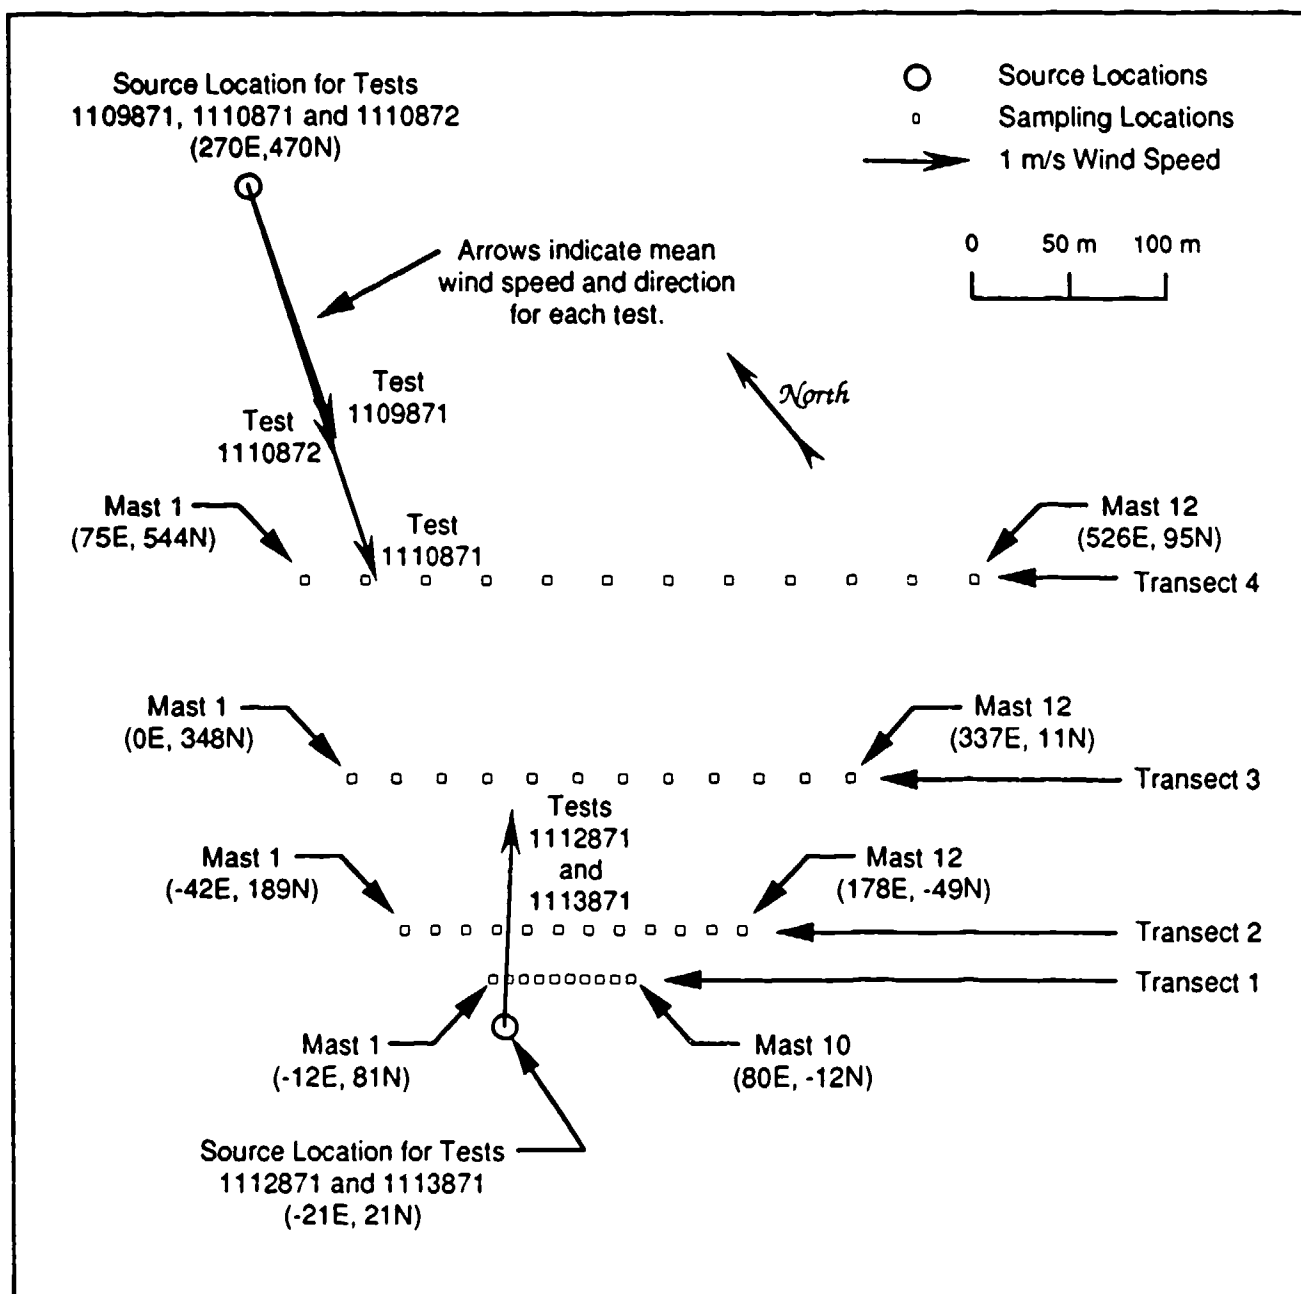 Source Location for Tests
1109871, 1110871 and 1110872
(270E,470N)
Source Locations
Sampling Locations
1 m/s Wind Speed
0 50 m 100 m
Arrows indicate mean
wind speed and direction
for each test.
North
Test
1109871
Test
1110872
Mast 1
(75E, 544N)
Test
1110871
Mast 12
(526E, 95N)
Transect 4
Mast 1
(0E, 348N)
Mast 12
(337E, 11N)
Transect 3
Tests
1112871
and
1113871
Mast 1
(-42E, 189N)
Mast 12
(178E, -49N)
Transect 2
Transect 1
Mast 1
(-12E, 81N)
Mast 10
(80E, -12N)
Source Location for Tests
1112871 and 1113871
(-21E, 21N)